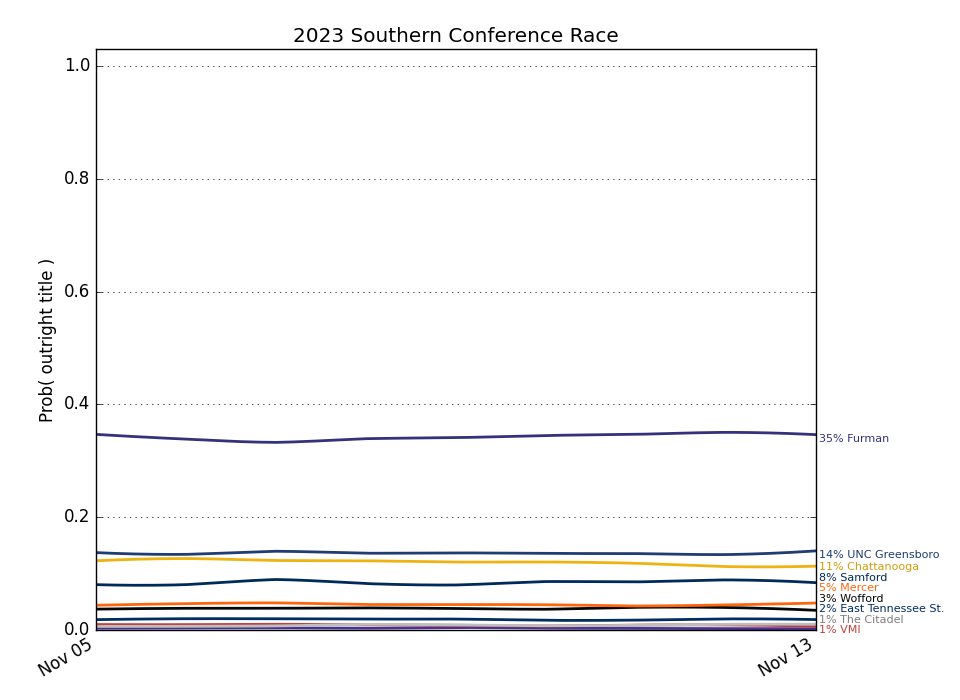 2023 Southern Conference Race
1.0
0.8
0.6
0.4
0.2
0.0
Prob( outright title )
35% Furman
14% UNC Greensboro
11% Chattanooga
8% Samford
5% Mercer
3% Wofford
2% East Tennessee St.
1% The Citadel
1% VMI
Nov 05
Nov 13